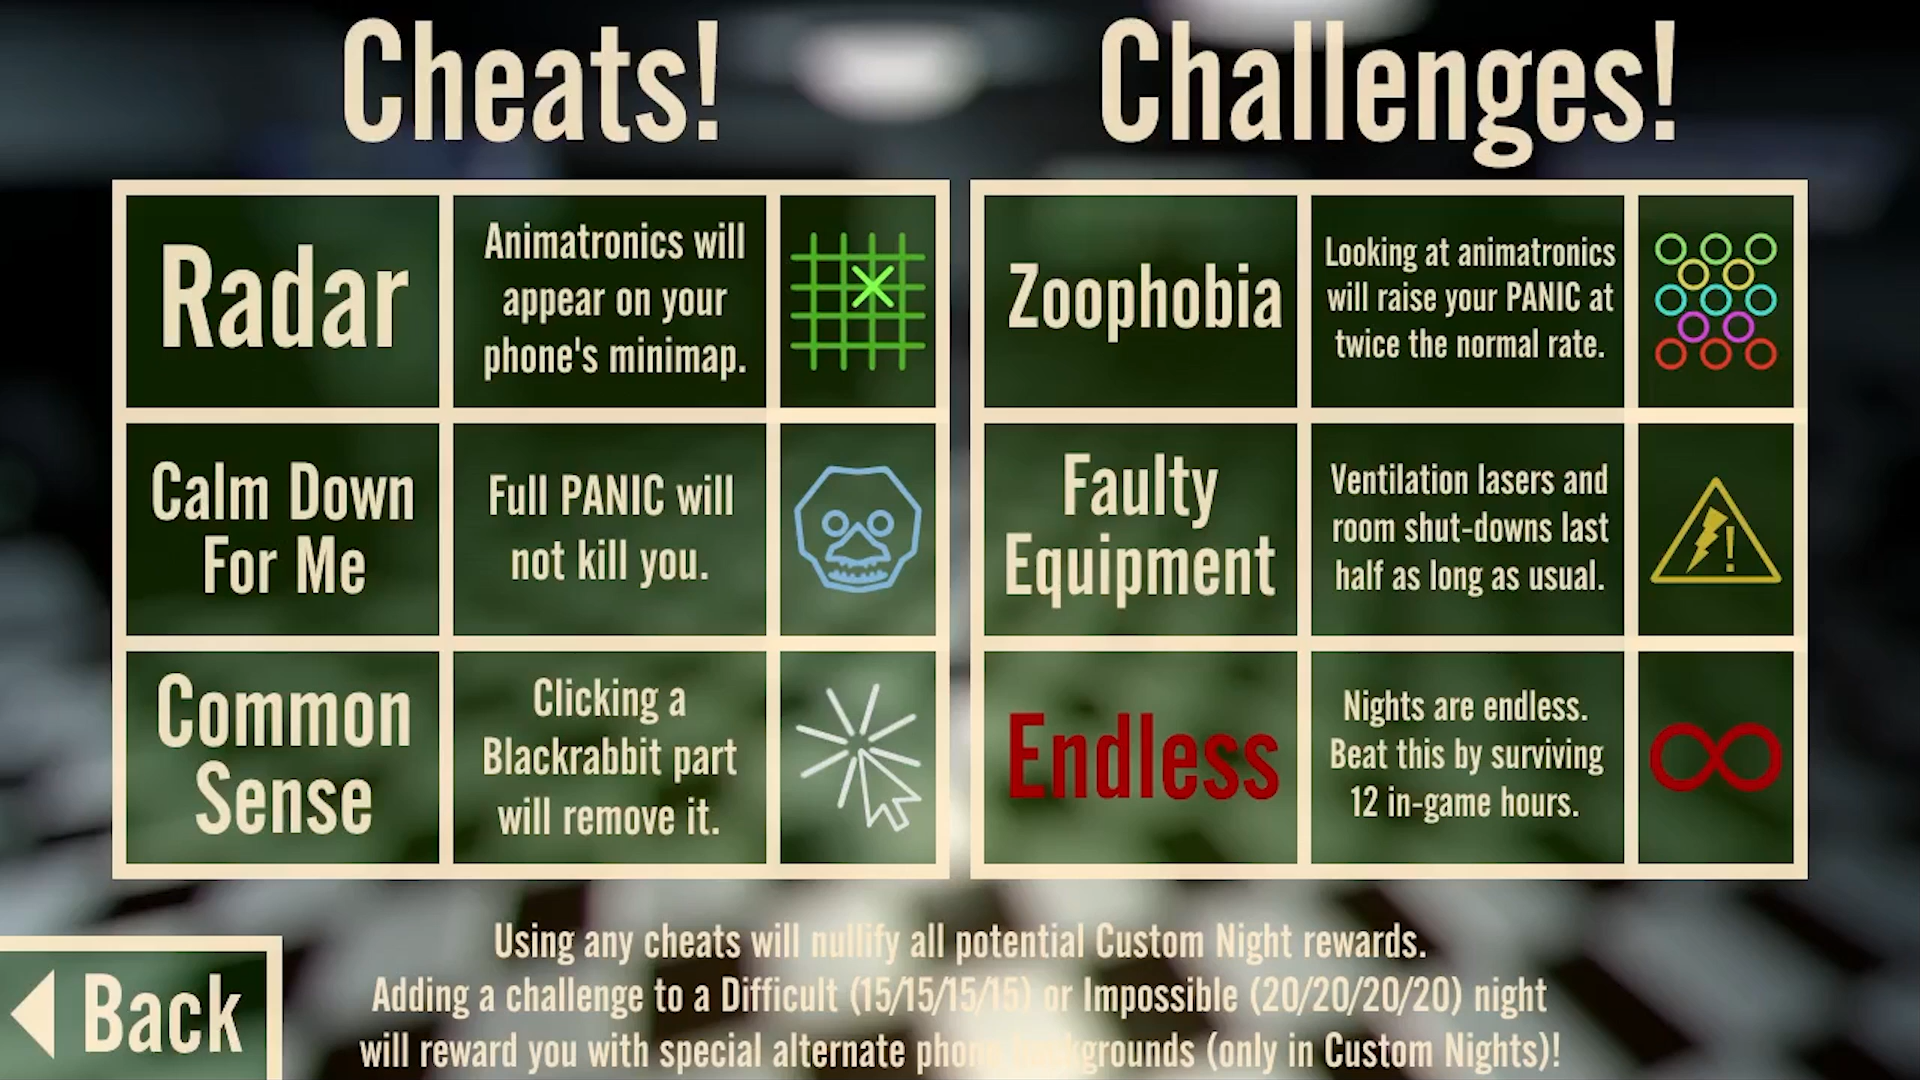 Cheats!
Challenges!
Radar
Animatronics will
appear on your
phone's minimap.
Calm Down
For Me
Full PANIC will
not kill you.
Common
Sense
Clicking a
Blackrabbit part
will remove it.
Zoophobia
Looking at animatronics
will raise your PANIC at
twice the normal rate.
Faulty
Equipment
Ventilation lasers and
room shut-downs last
half as long as usual.
Endless
Nights are endless.
Beat this by surviving
12 in-game hours.
Using any cheats will nullify all potential Custom Night rewards.
Adding a challenge to a Difficult (15/15/15/15) or Impossible (20/20/20/20) night
will reward you with special alternate phone backgrounds (only in Custom Nights)!
Back